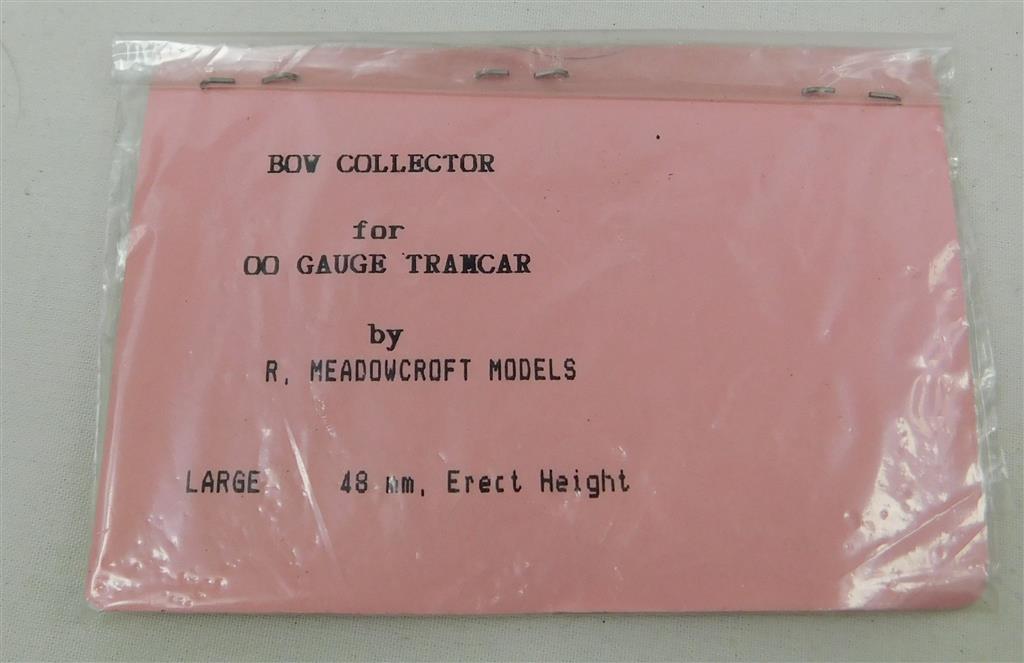 BOW COLLECTOR
for
OO GAUGE TRAMCAR
by
R. MEADOWCROFT MODELS
LARGE 48 mm. Erect Height